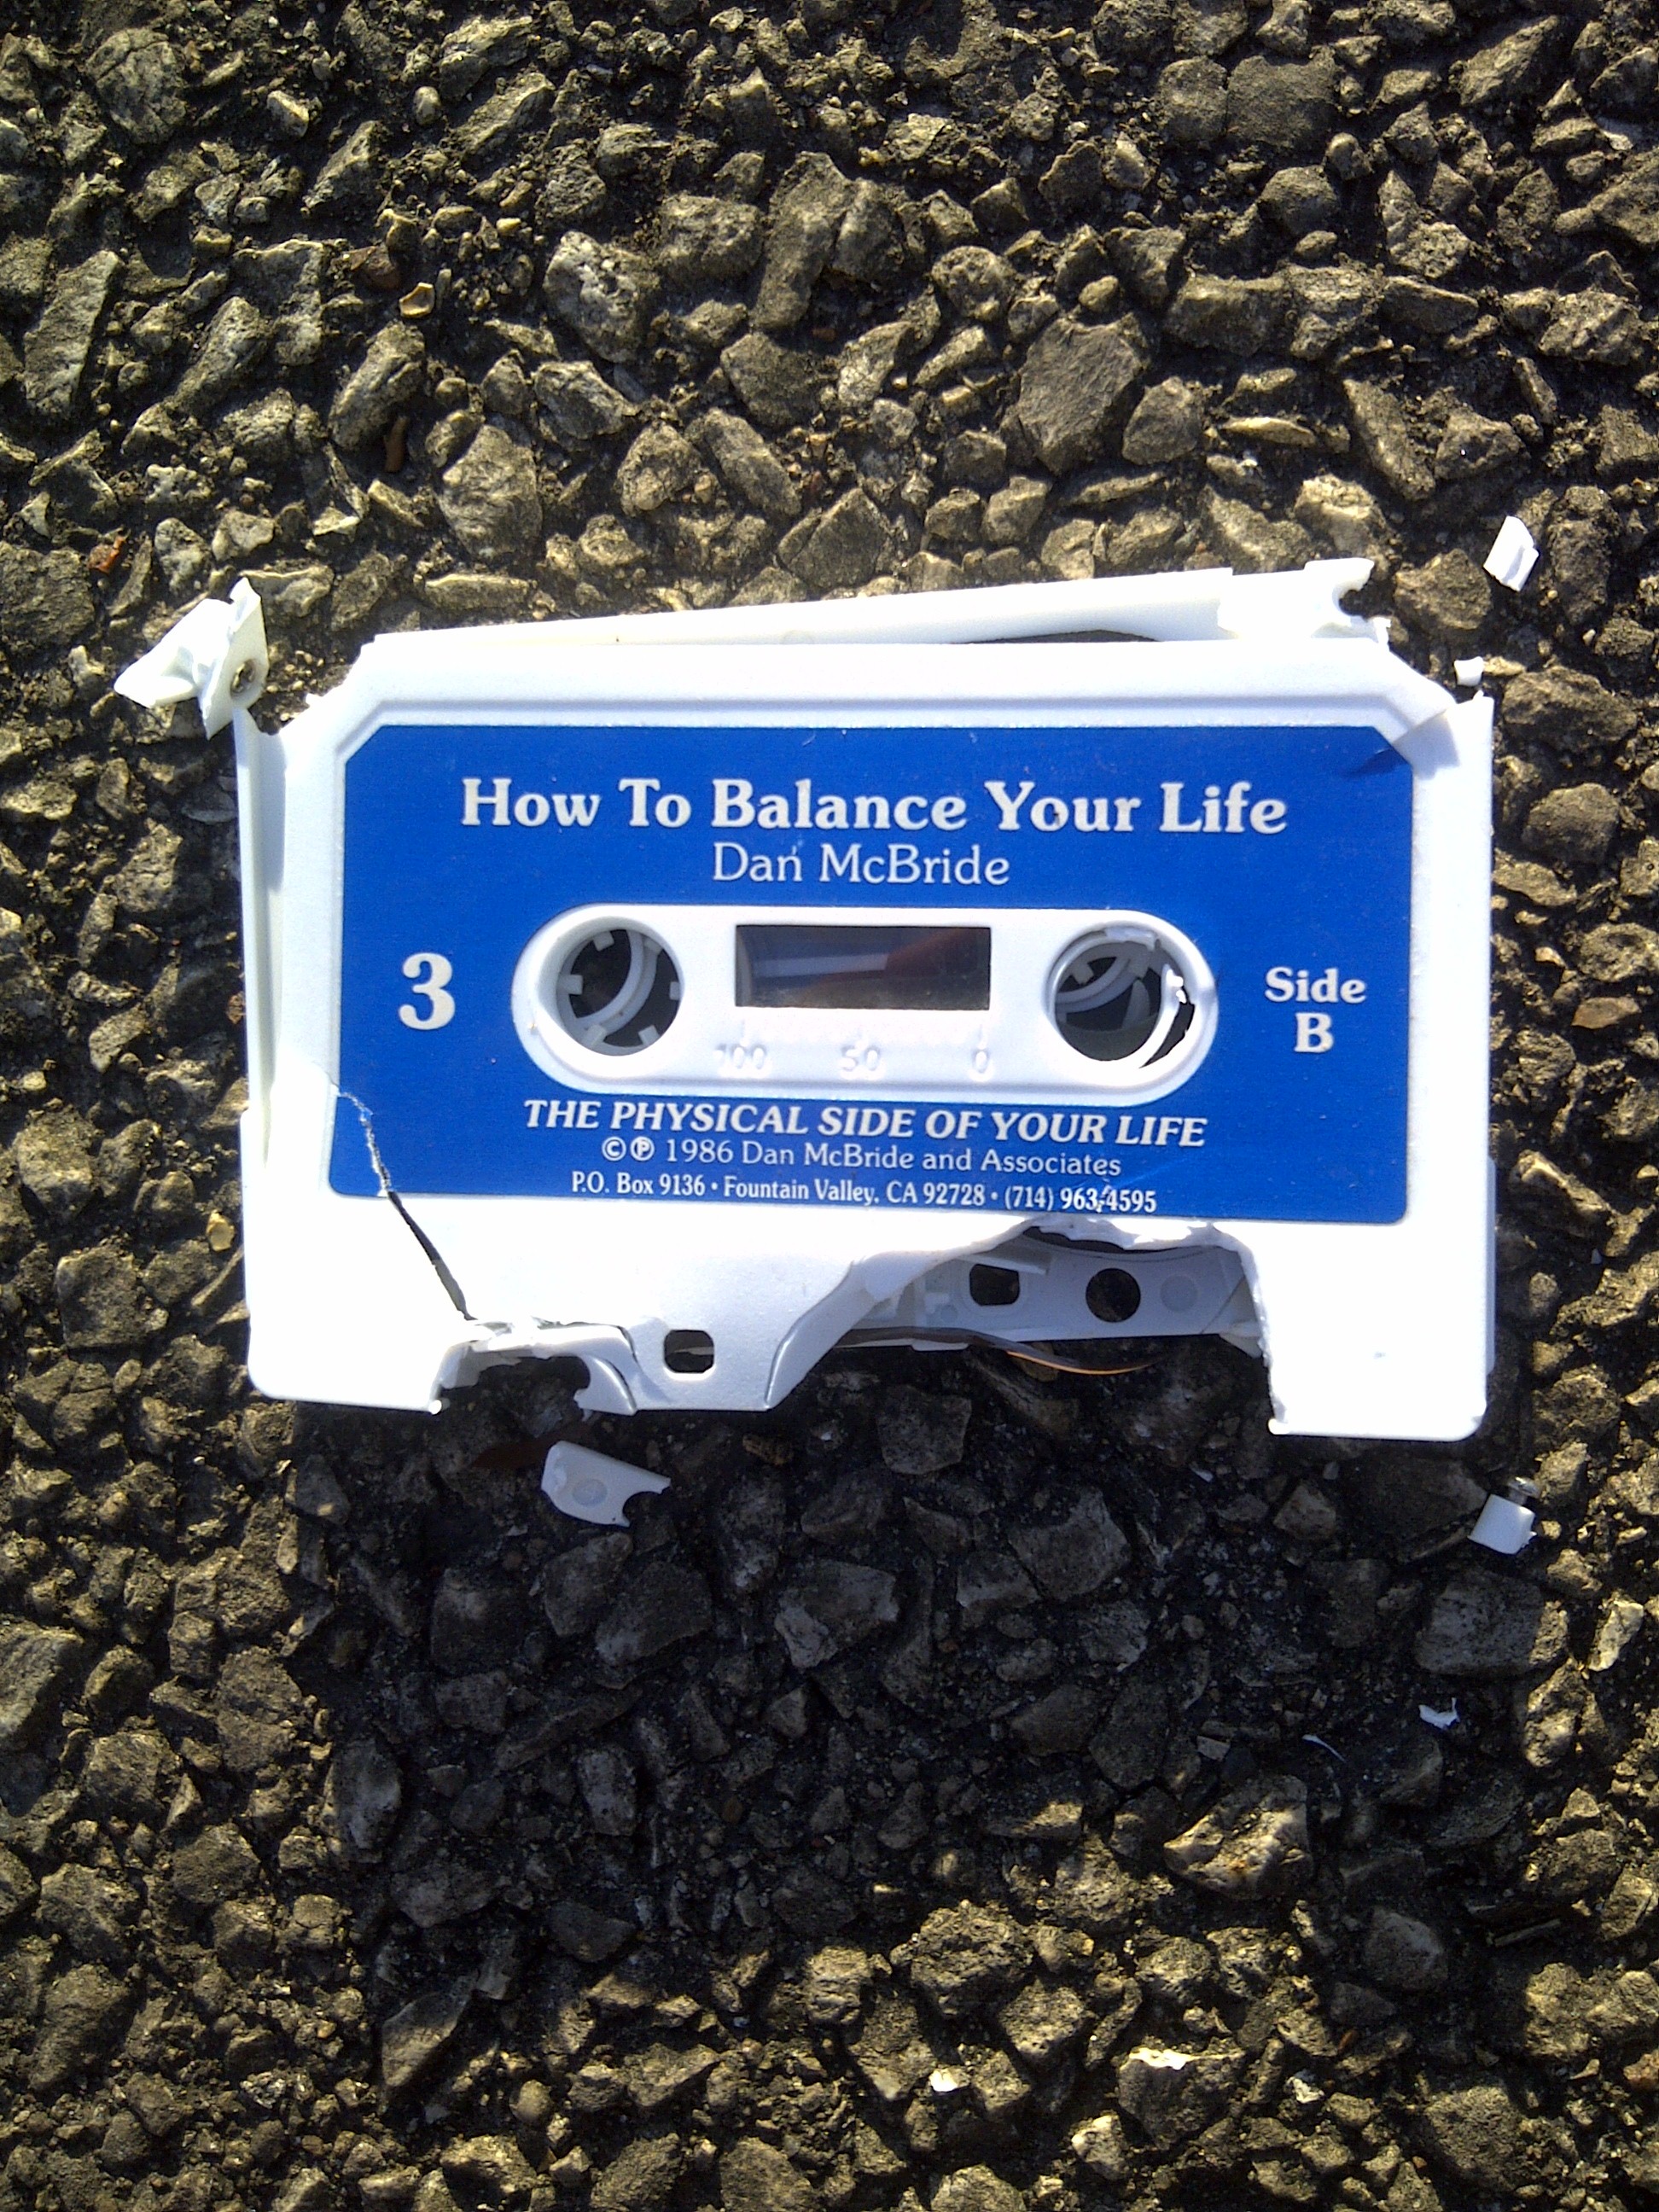 How To Balance Your Life
Dan McBride
3
Side
B
100 50 0
THE PHYSICAL SIDE OF YOUR LIFE
©℗ 1986 Dan McBride and Associates
P.O. Box 9136 • Fountain Valley, CA 92728 • (714) 963-4595